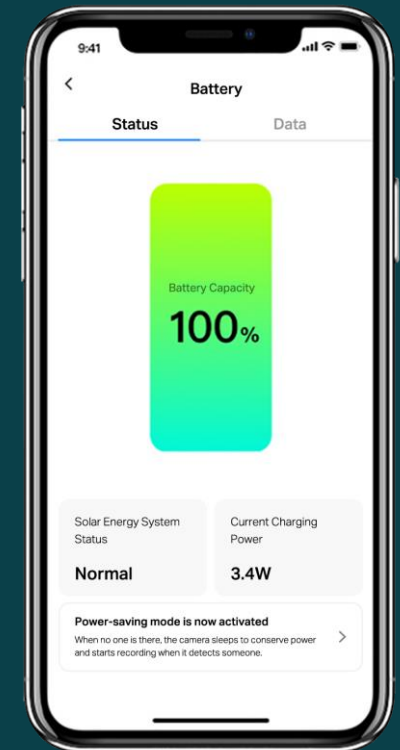 9:41
Battery
Status Data
Battery Capacity
100%
Solar Energy System
Status
Normal
Current Charging
Power
3.4W
Power-saving mode is now activated
When no one is there, the camera sleeps to conserve power
and starts recording when it detects someone.